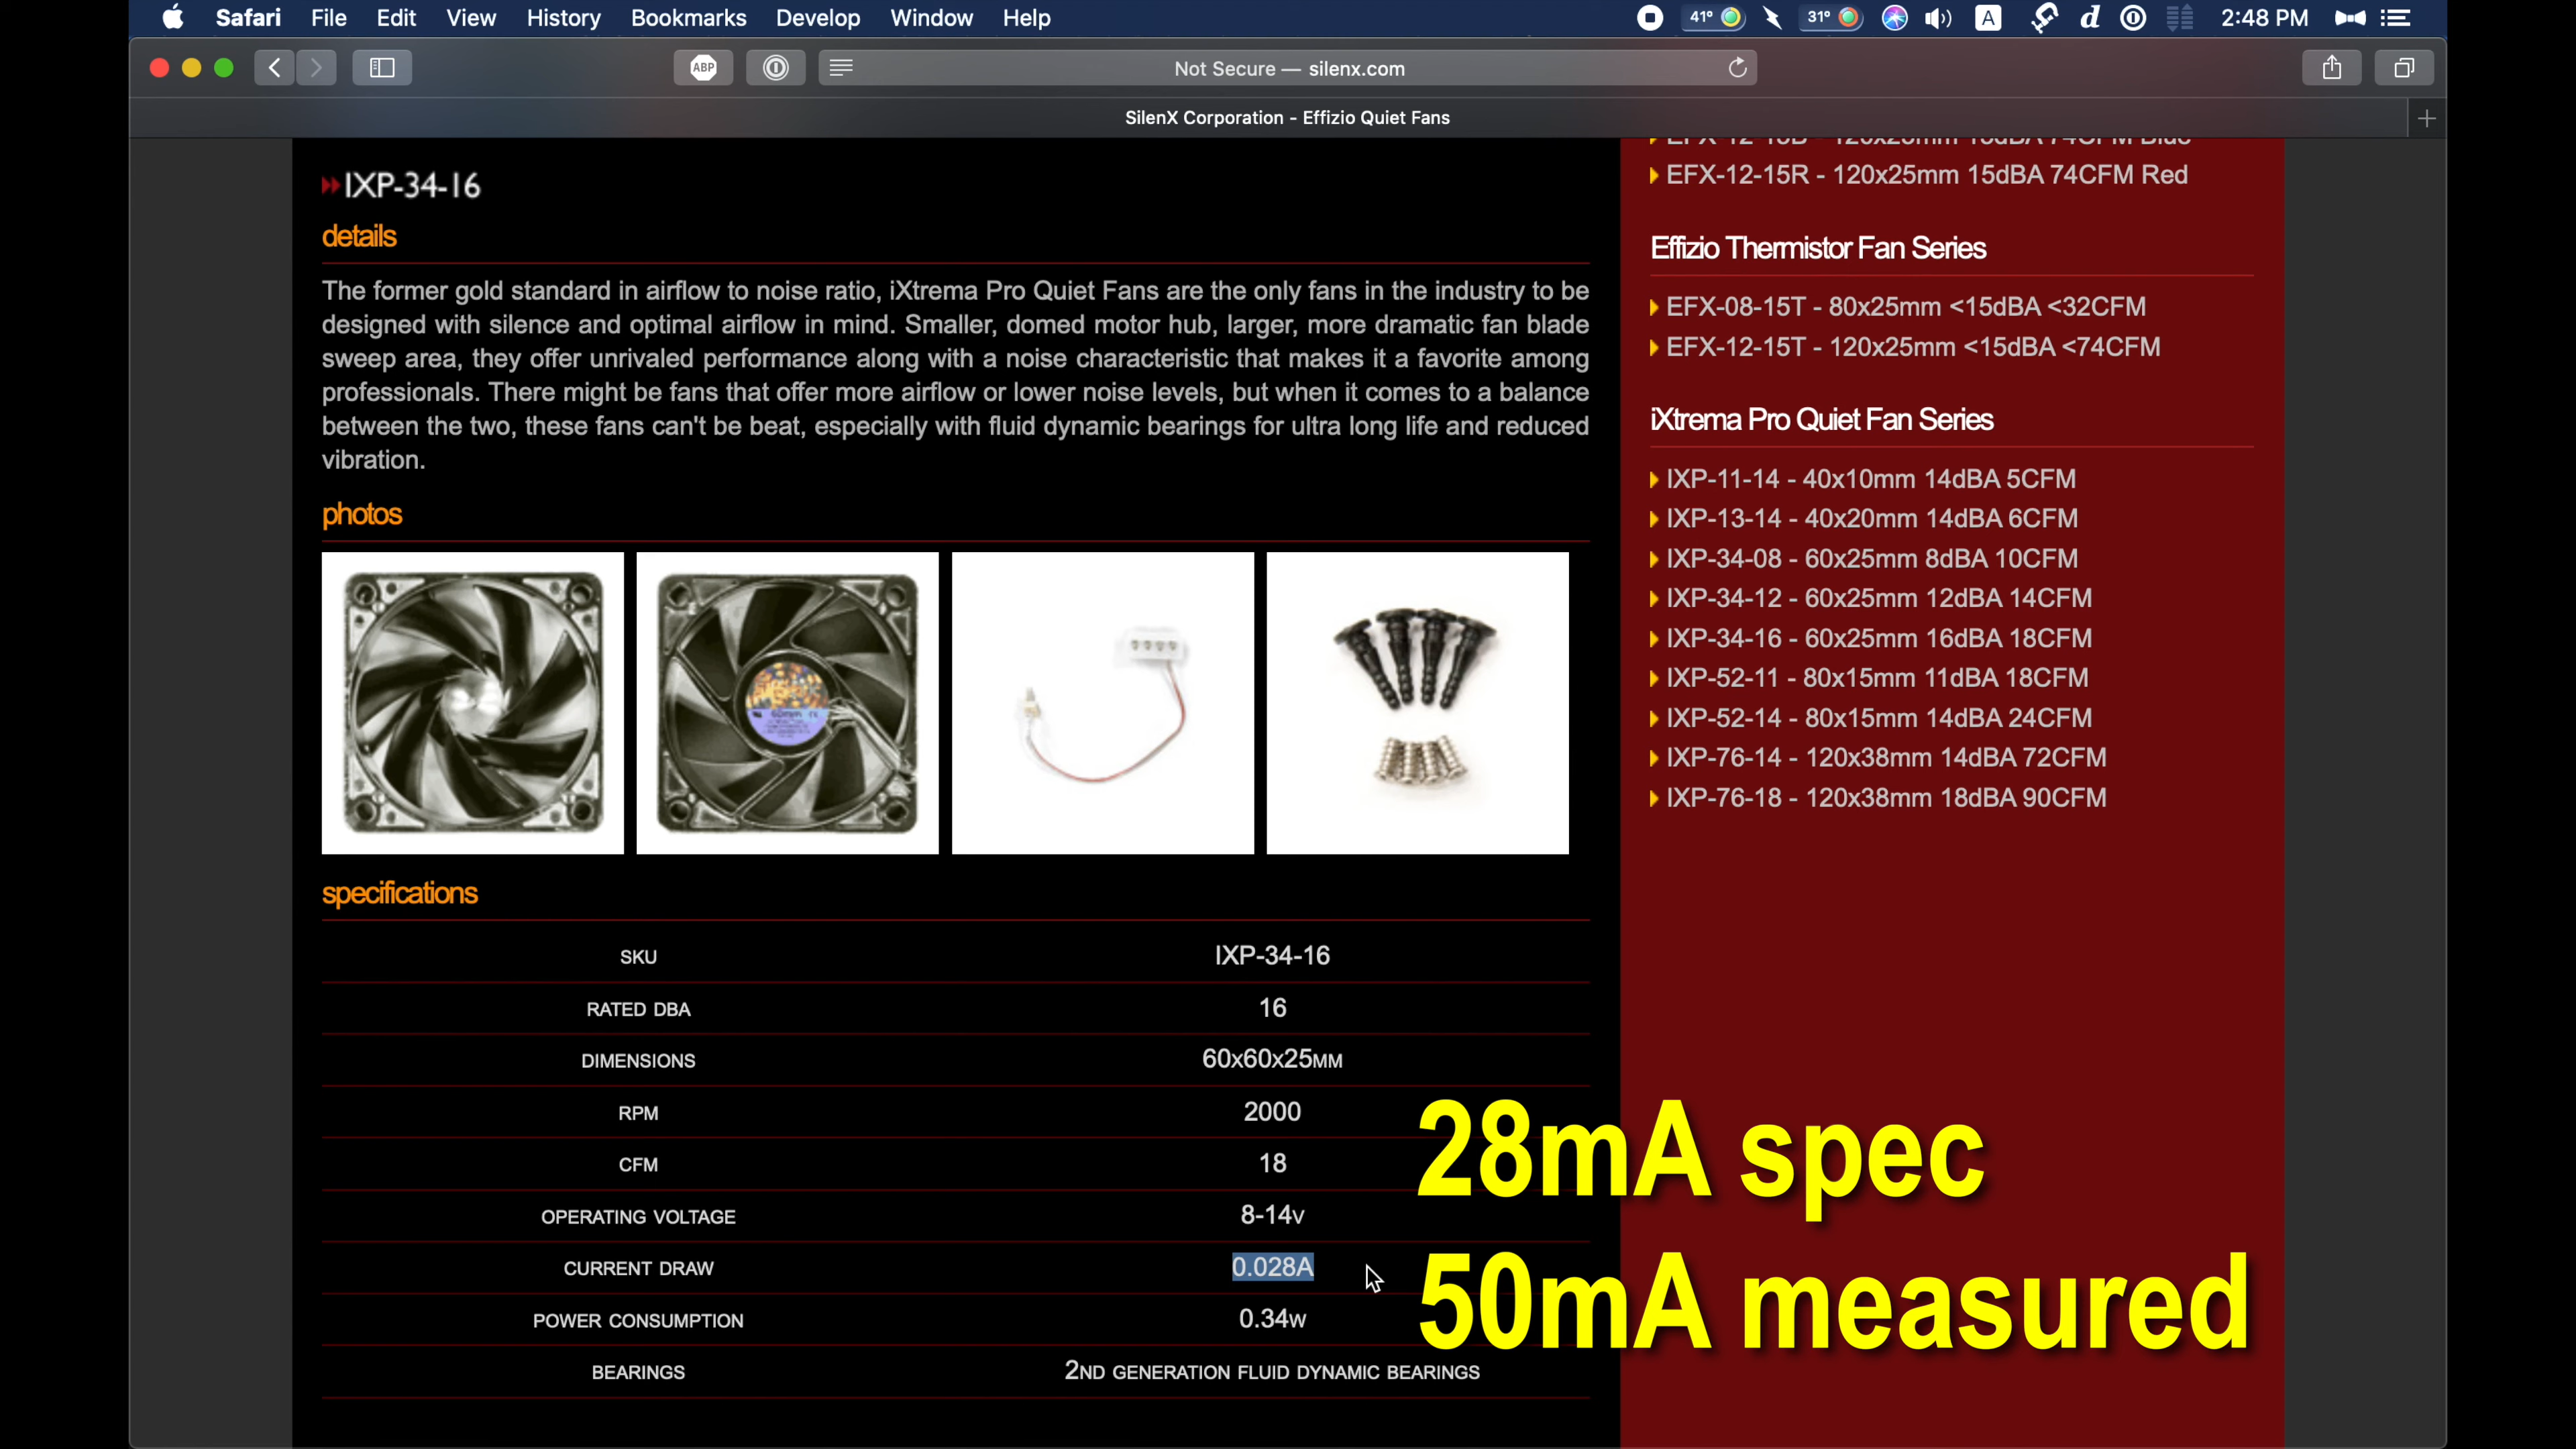 Safari File Edit View History Bookmarks Develop Window Help
41° 31° A d 2:48 PM
ABP Not Secure — silenx.com
SilenX Corporation - Effizio Quiet Fans
IXP-34-16
details
The former gold standard in airflow to noise ratio, iXtrema Pro Quiet Fans are the only fans in the industry to be
designed with silence and optimal airflow in mind. Smaller, domed motor hub, larger, more dramatic fan blade
sweep area, they offer unrivaled performance along with a noise characteristic that makes it a favorite among
professionals. There might be fans that offer more airflow or lower noise levels, but when it comes to a balance
between the two, these fans can't be beat, especially with fluid dynamic bearings for ultra long life and reduced
vibration.
photos
60mm
specifications
SKU IXP-34-16
RATED DBA 16
DIMENSIONS 60x60x25MM
RPM 2000
CFM 18
OPERATING VOLTAGE 8-14V
CURRENT DRAW 0.028A
POWER CONSUMPTION 0.34W
BEARINGS 2ND GENERATION FLUID DYNAMIC BEARINGS
EFX-12-15B - 120x25mm 15dBA 74CFM Blue
EFX-12-15R - 120x25mm 15dBA 74CFM Red
Effizio Thermistor Fan Series
EFX-08-15T - 80x25mm <15dBA <32CFM
EFX-12-15T - 120x25mm <15dBA <74CFM
iXtrema Pro Quiet Fan Series
IXP-11-14 - 40x10mm 14dBA 5CFM
IXP-13-14 - 40x20mm 14dBA 6CFM
IXP-34-08 - 60x25mm 8dBA 10CFM
IXP-34-12 - 60x25mm 12dBA 14CFM
IXP-34-16 - 60x25mm 16dBA 18CFM
IXP-52-11 - 80x15mm 11dBA 18CFM
IXP-52-14 - 80x15mm 14dBA 24CFM
IXP-76-14 - 120x38mm 14dBA 72CFM
IXP-76-18 - 120x38mm 18dBA 90CFM
28mA spec
50mA measured